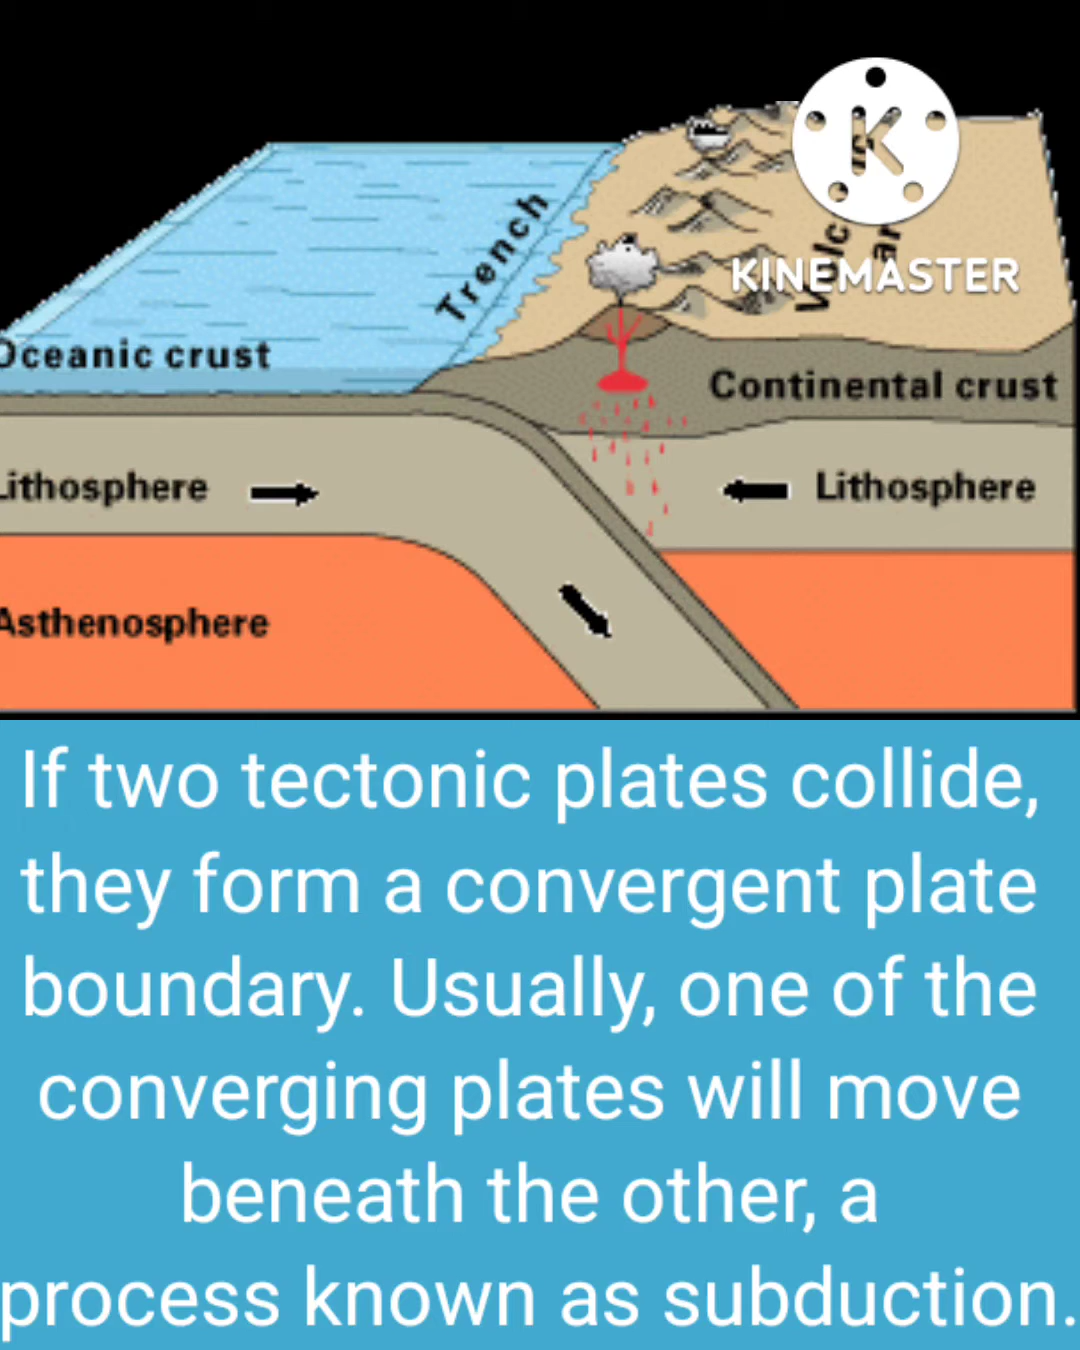 K
KINEMASTER
Trench
Oceanic crust
Continental crust
Lithosphere
Lithosphere
Asthenosphere
If two tectonic plates collide,
they form a convergent plate
boundary. Usually, one of the
converging plates will move
beneath the other, a
process known as subduction.